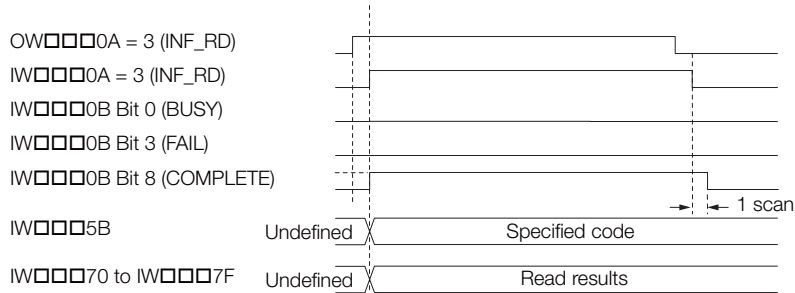 OW□□□0A = 3 (INF_RD)
IW□□□0A = 3 (INF_RD)
IW□□□0B Bit 0 (BUSY)
IW□□□0B Bit 3 (FAIL)
IW□□□0B Bit 8 (COMPLETE)
1 scan
IW□□□5B Undefined Specified code
IW□□□70 to IW□□□7F Undefined Read results